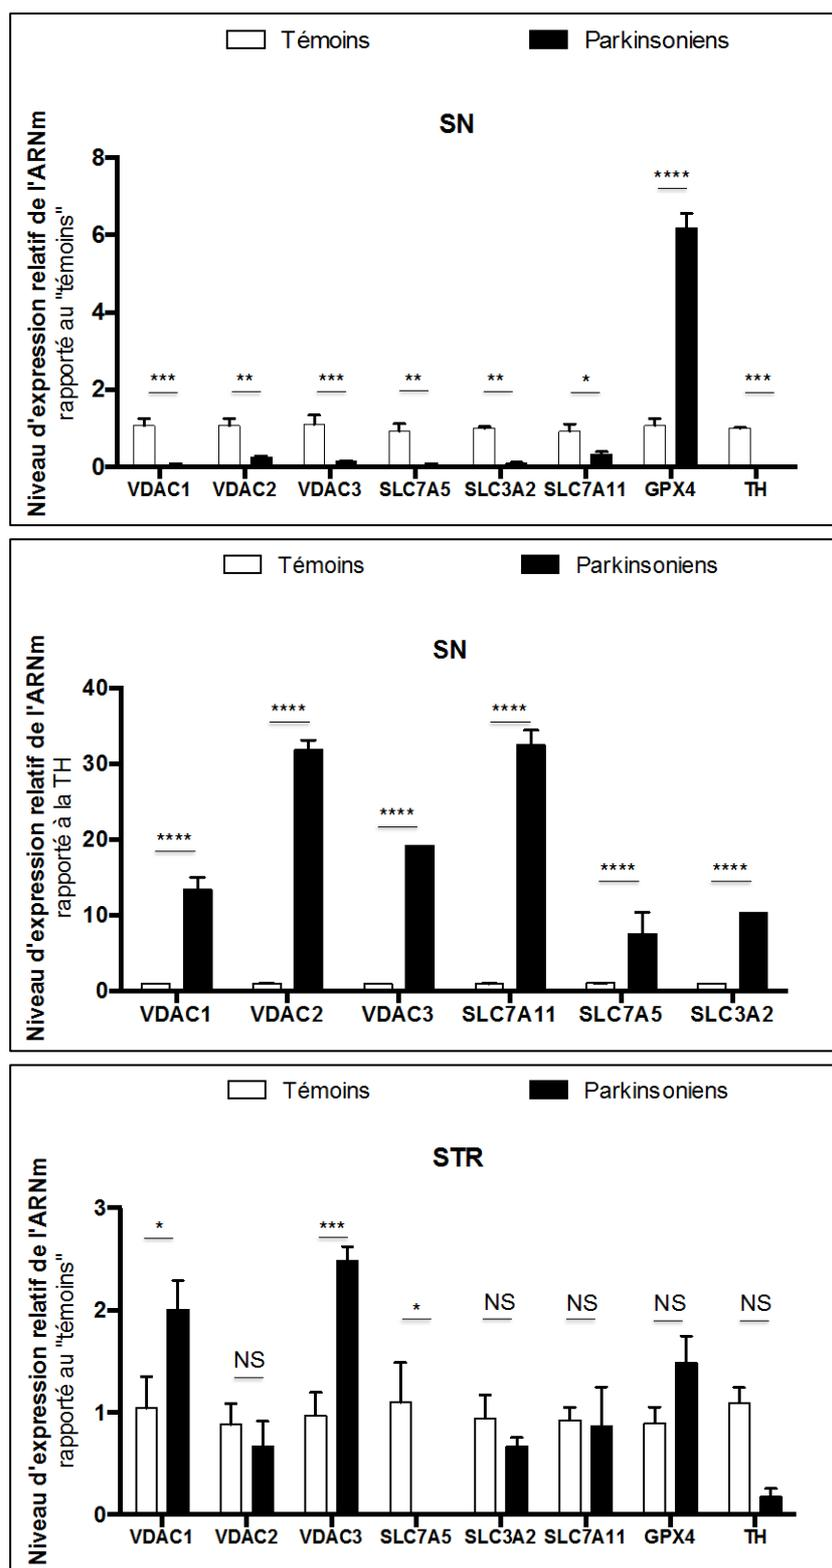 Témoins Parkinsoniens
SN
Niveau d'expression relatif de l'ARNm
rapporté au "témoins"
8
6
4
2
0
*** ** *** ** ** * **** ***
VDAC1 VDAC2 VDAC3 SLC7A5 SLC3A2 SLC7A11 GPX4 TH
Témoins Parkinsoniens
SN
Niveau d'expression relatif de l'ARNm
rapporté à la TH
40
30
20
10
0
**** **** **** **** **** ****
VDAC1 VDAC2 VDAC3 SLC7A11 SLC7A5 SLC3A2
Témoins Parkinsoniens
STR
Niveau d'expression relatif de l'ARNm
rapporté au "témoins"
3
2
1
0
* NS *** * NS NS NS NS
VDAC1 VDAC2 VDAC3 SLC7A5 SLC3A2 SLC7A11 GPX4 TH